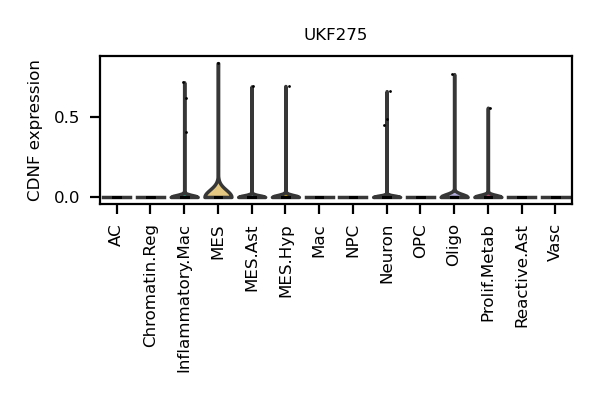 UKF275
CDNF expression
0.5
0.0
AC
Chromatin.Reg
Inflammatory.Mac
MES
MES.Ast
MES.Hyp
Mac
NPC
Neuron
OPC
Oligo
Prolif.Metab
Reactive.Ast
Vasc